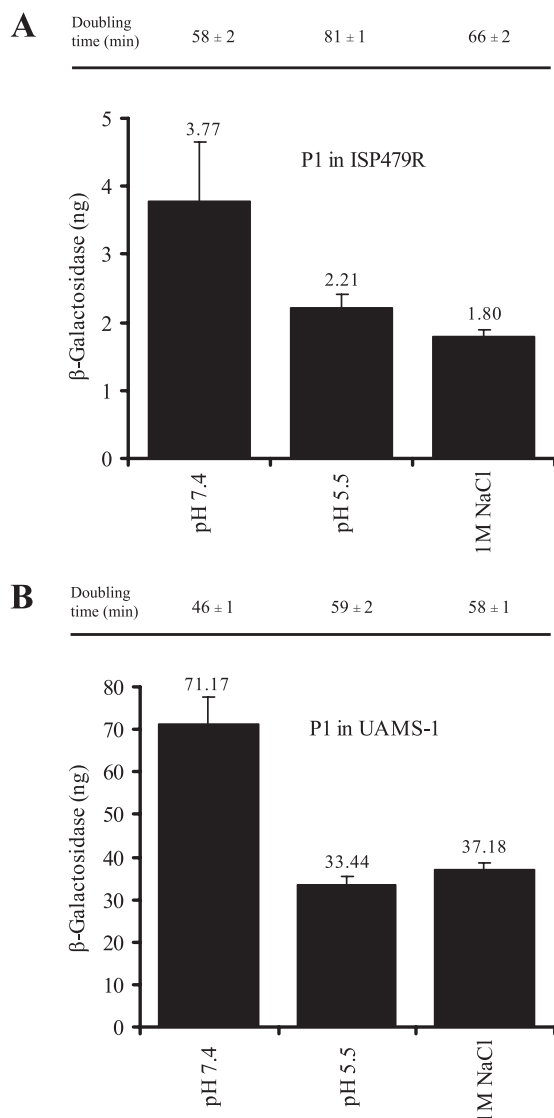 A
Doubling
time (min)
58 ± 2
81 ± 1
66 ± 2
β-Galactosidase (ng)
5
4
3
2
1
0
P1 in ISP479R
3.77
2.21
1.80
pH 7.4
pH 5.5
1M NaCl
B
Doubling
time (min)
46 ± 1
59 ± 2
58 ± 1
β-Galactosidase (ng)
80
70
60
50
40
30
20
10
0
P1 in UAMS-1
71.17
33.44
37.18
pH 7.4
pH 5.5
1M NaCl